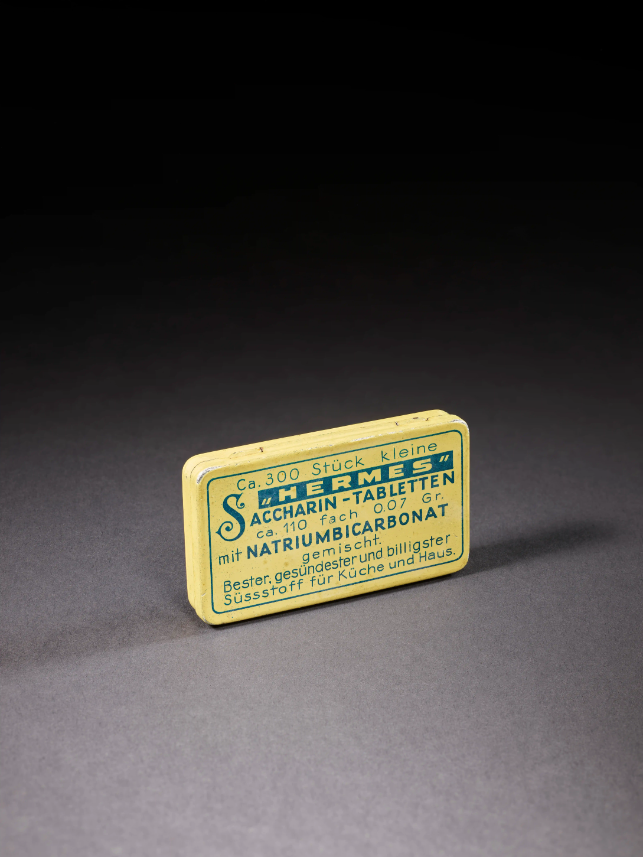 Ca. 300 Stück kleine
"HERMES"
SACCHARIN-TABLETTEN
ca. 110 fach 0.07 Gr.
mit NATRIUMBICARBONAT
gemischt.
Bester, gesündester und billigster
Süssstoff für Küche und Haus.